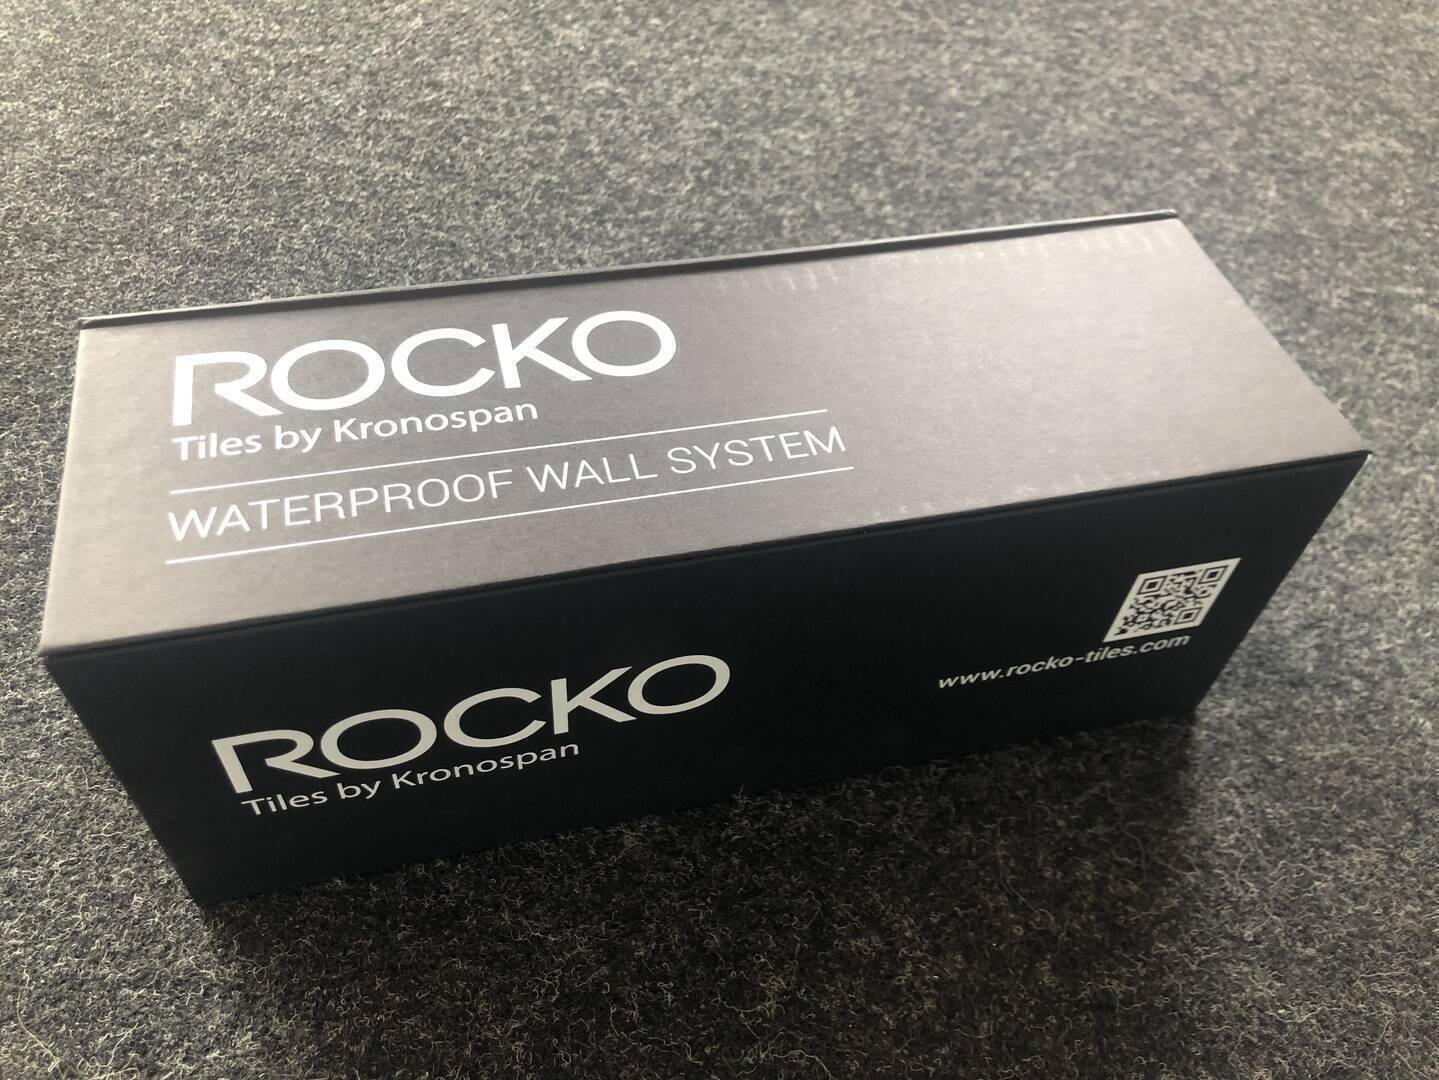 ROCKO
Tiles by Kronospan
WATERPROOF WALL SYSTEM
ROCKO
Tiles by Kronospan
www.rocko-tiles.com